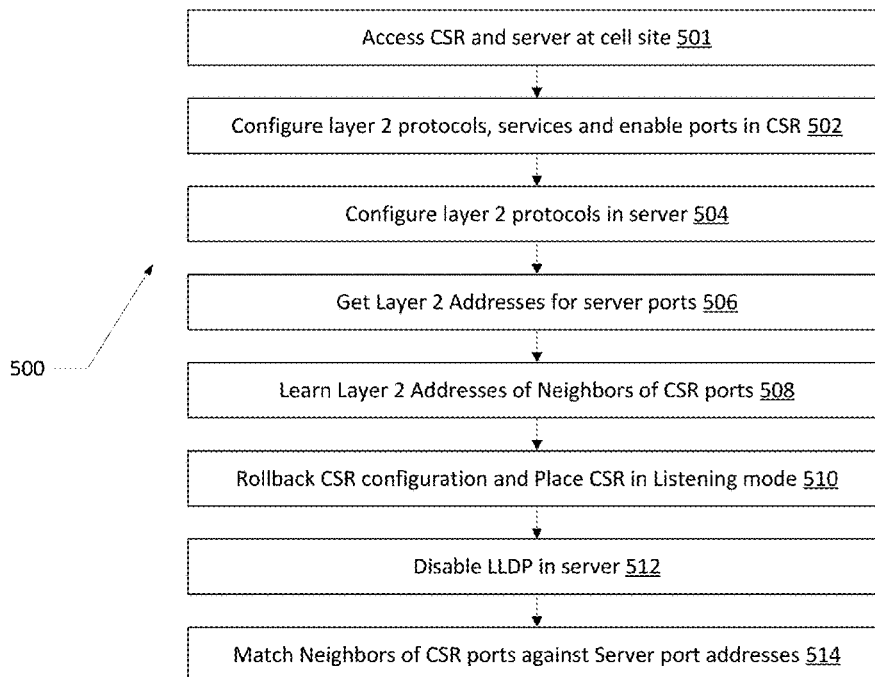 Access CSR and server at cell site 501
Configure layer 2 protocols, services and enable ports in CSR 502
Configure layer 2 protocols in server 504
Get Layer 2 Addresses for server ports 506
500
Learn Layer 2 Addresses of Neighbors of CSR ports 508
Rollback CSR configuration and Place CSR in Listening mode 510
Disable LLDP in server 512
Match Neighbors of CSR ports against Server port addresses 514